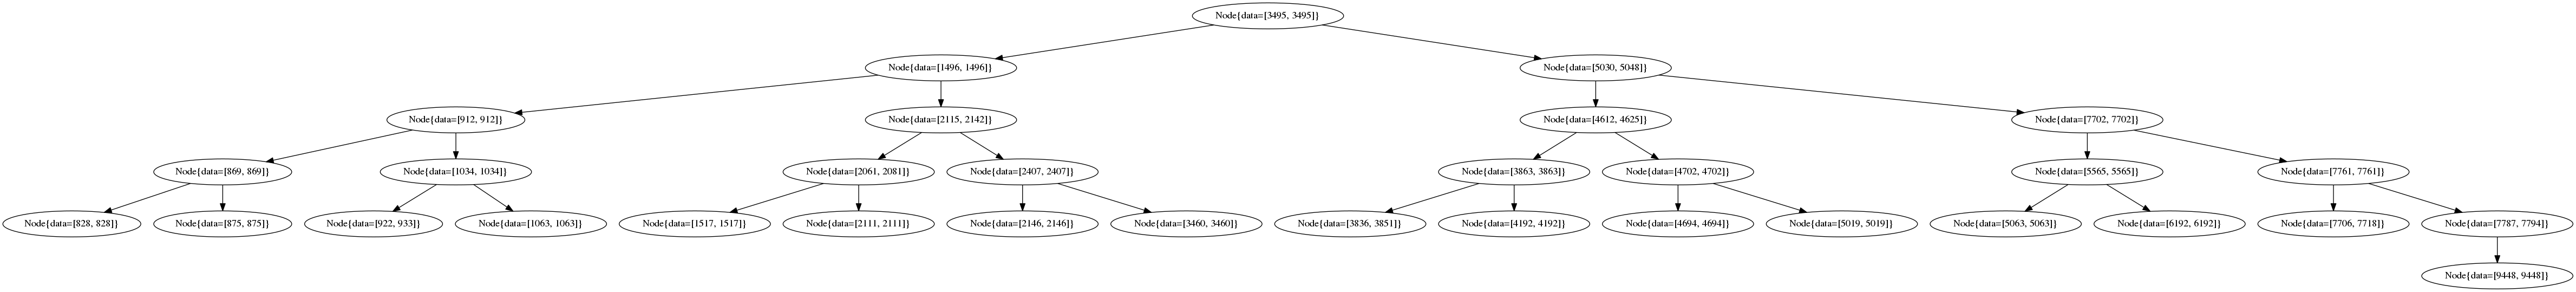 Node{data=[3495, 3495]}
Node{data=[1496, 1496]}
Node{data=[5030, 5048]}
Node{data=[912, 912]}
Node{data=[2115, 2142]}
Node{data=[4612, 4625]}
Node{data=[7702, 7702]}
Node{data=[869, 869]}
Node{data=[1034, 1034]}
Node{data=[2061, 2081]}
Node{data=[2407, 2407]}
Node{data=[3863, 3863]}
Node{data=[4702, 4702]}
Node{data=[5565, 5565]}
Node{data=[7761, 7761]}
Node{data=[828, 828]}
Node{data=[875, 875]}
Node{data=[922, 933]}
Node{data=[1063, 1063]}
Node{data=[1517, 1517]}
Node{data=[2111, 2111]}
Node{data=[2146, 2146]}
Node{data=[3460, 3460]}
Node{data=[3836, 3851]}
Node{data=[4192, 4192]}
Node{data=[4694, 4694]}
Node{data=[5019, 5019]}
Node{data=[5063, 5063]}
Node{data=[6192, 6192]}
Node{data=[7706, 7718]}
Node{data=[7787, 7794]}
Node{data=[9448, 9448]}